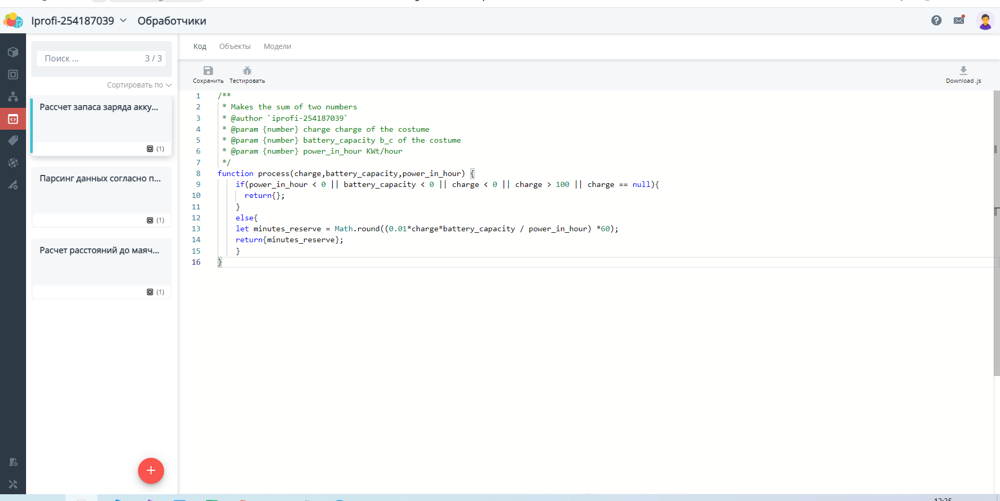 Iprofi-254187039
Обработчики
Поиск ...
3 / 3
Сортировать по
Рассчет запаса заряда акку...
(1)
Парсинг данных согласно п...
(1)
Расчет расстояний до маяч...
(1)
Код
Объекты
Модели
Сохранить
Тестировать
Download .js
1 /**
2 * Makes the sum of two numbers
3 * @author `iprofi-254187039`
4 * @param {number} charge charge of the costume
5 * @param {number} battery_capacity b_c of the costume
6 * @param {number} power_in_hour KWt/hour
7 */
8 function process(charge,battery_capacity,power_in_hour) {
9 if(power_in_hour < 0 || battery_capacity < 0 || charge < 0 || charge > 100 || charge == null){
10 return{};
11 }
12 else{
13 let minutes_reserve = Math.round((0.01*charge*battery_capacity / power_in_hour) *60);
14 return{minutes_reserve};
15 }
16 }